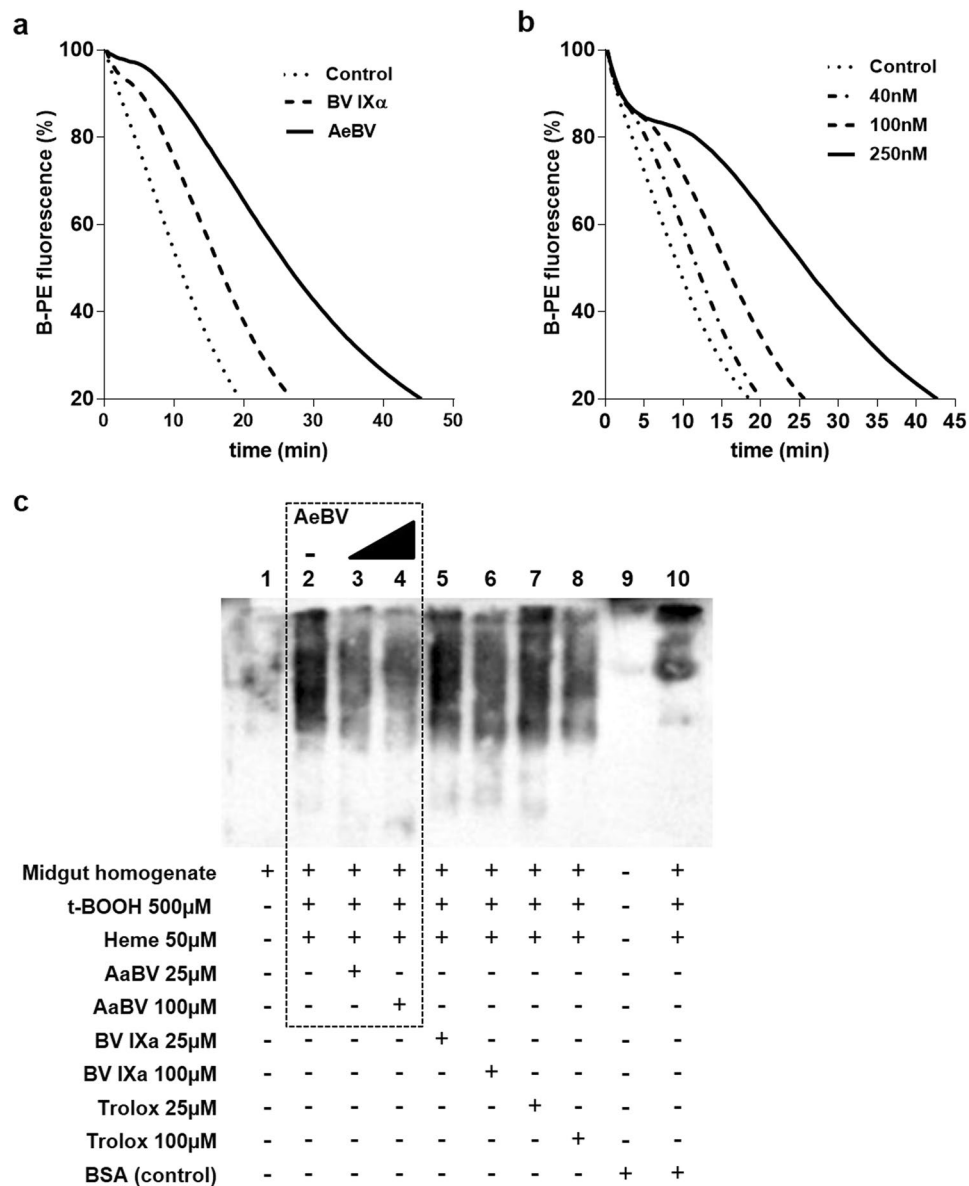 a
100
80
60
40
20
B-PE fluorescence (%)
0 10 20 30 40 50
time (min)
Control
BV IXα
AeBV
b
100
80
60
40
20
B-PE fluorescence (%)
0 5 10 15 20 25 30 35 40 45
time (min)
Control
40nM
100nM
250nM
c
AeBV
-
1 2 3 4 5 6 7 8 9 10
Midgut homogenate + + + + + + + + - +
t-BOOH 500µM - + + + + + + + - +
Heme 50µM - + + + + + + + - +
AaBV 25µM - - + - - - - - - -
AaBV 100µM - - - + - - - - - -
BV IXa 25µM - - - - + - - - - -
BV IXa 100µM - - - - - + - - - -
Trolox 25µM - - - - - - + - - -
Trolox 100µM - - - - - - - + - -
BSA (control) - - - - - - - - + +